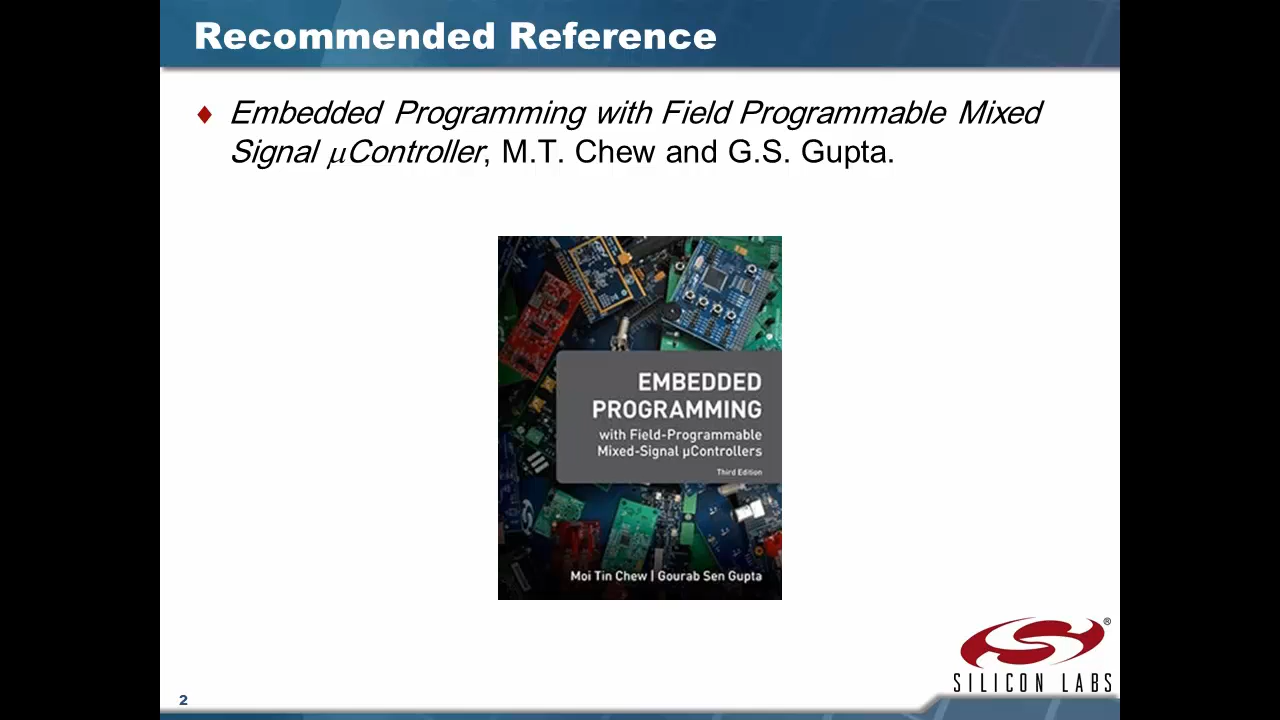 Recommended Reference
♦ Embedded Programming with Field Programmable Mixed
Signal µController, M.T. Chew and G.S. Gupta.
EMBEDDED
PROGRAMMING
with Field-Programmable
Mixed-Signal µControllers
Third Edition
Moi Tin Chew | Gourab Sen Gupta
®
SILICON LABS
2